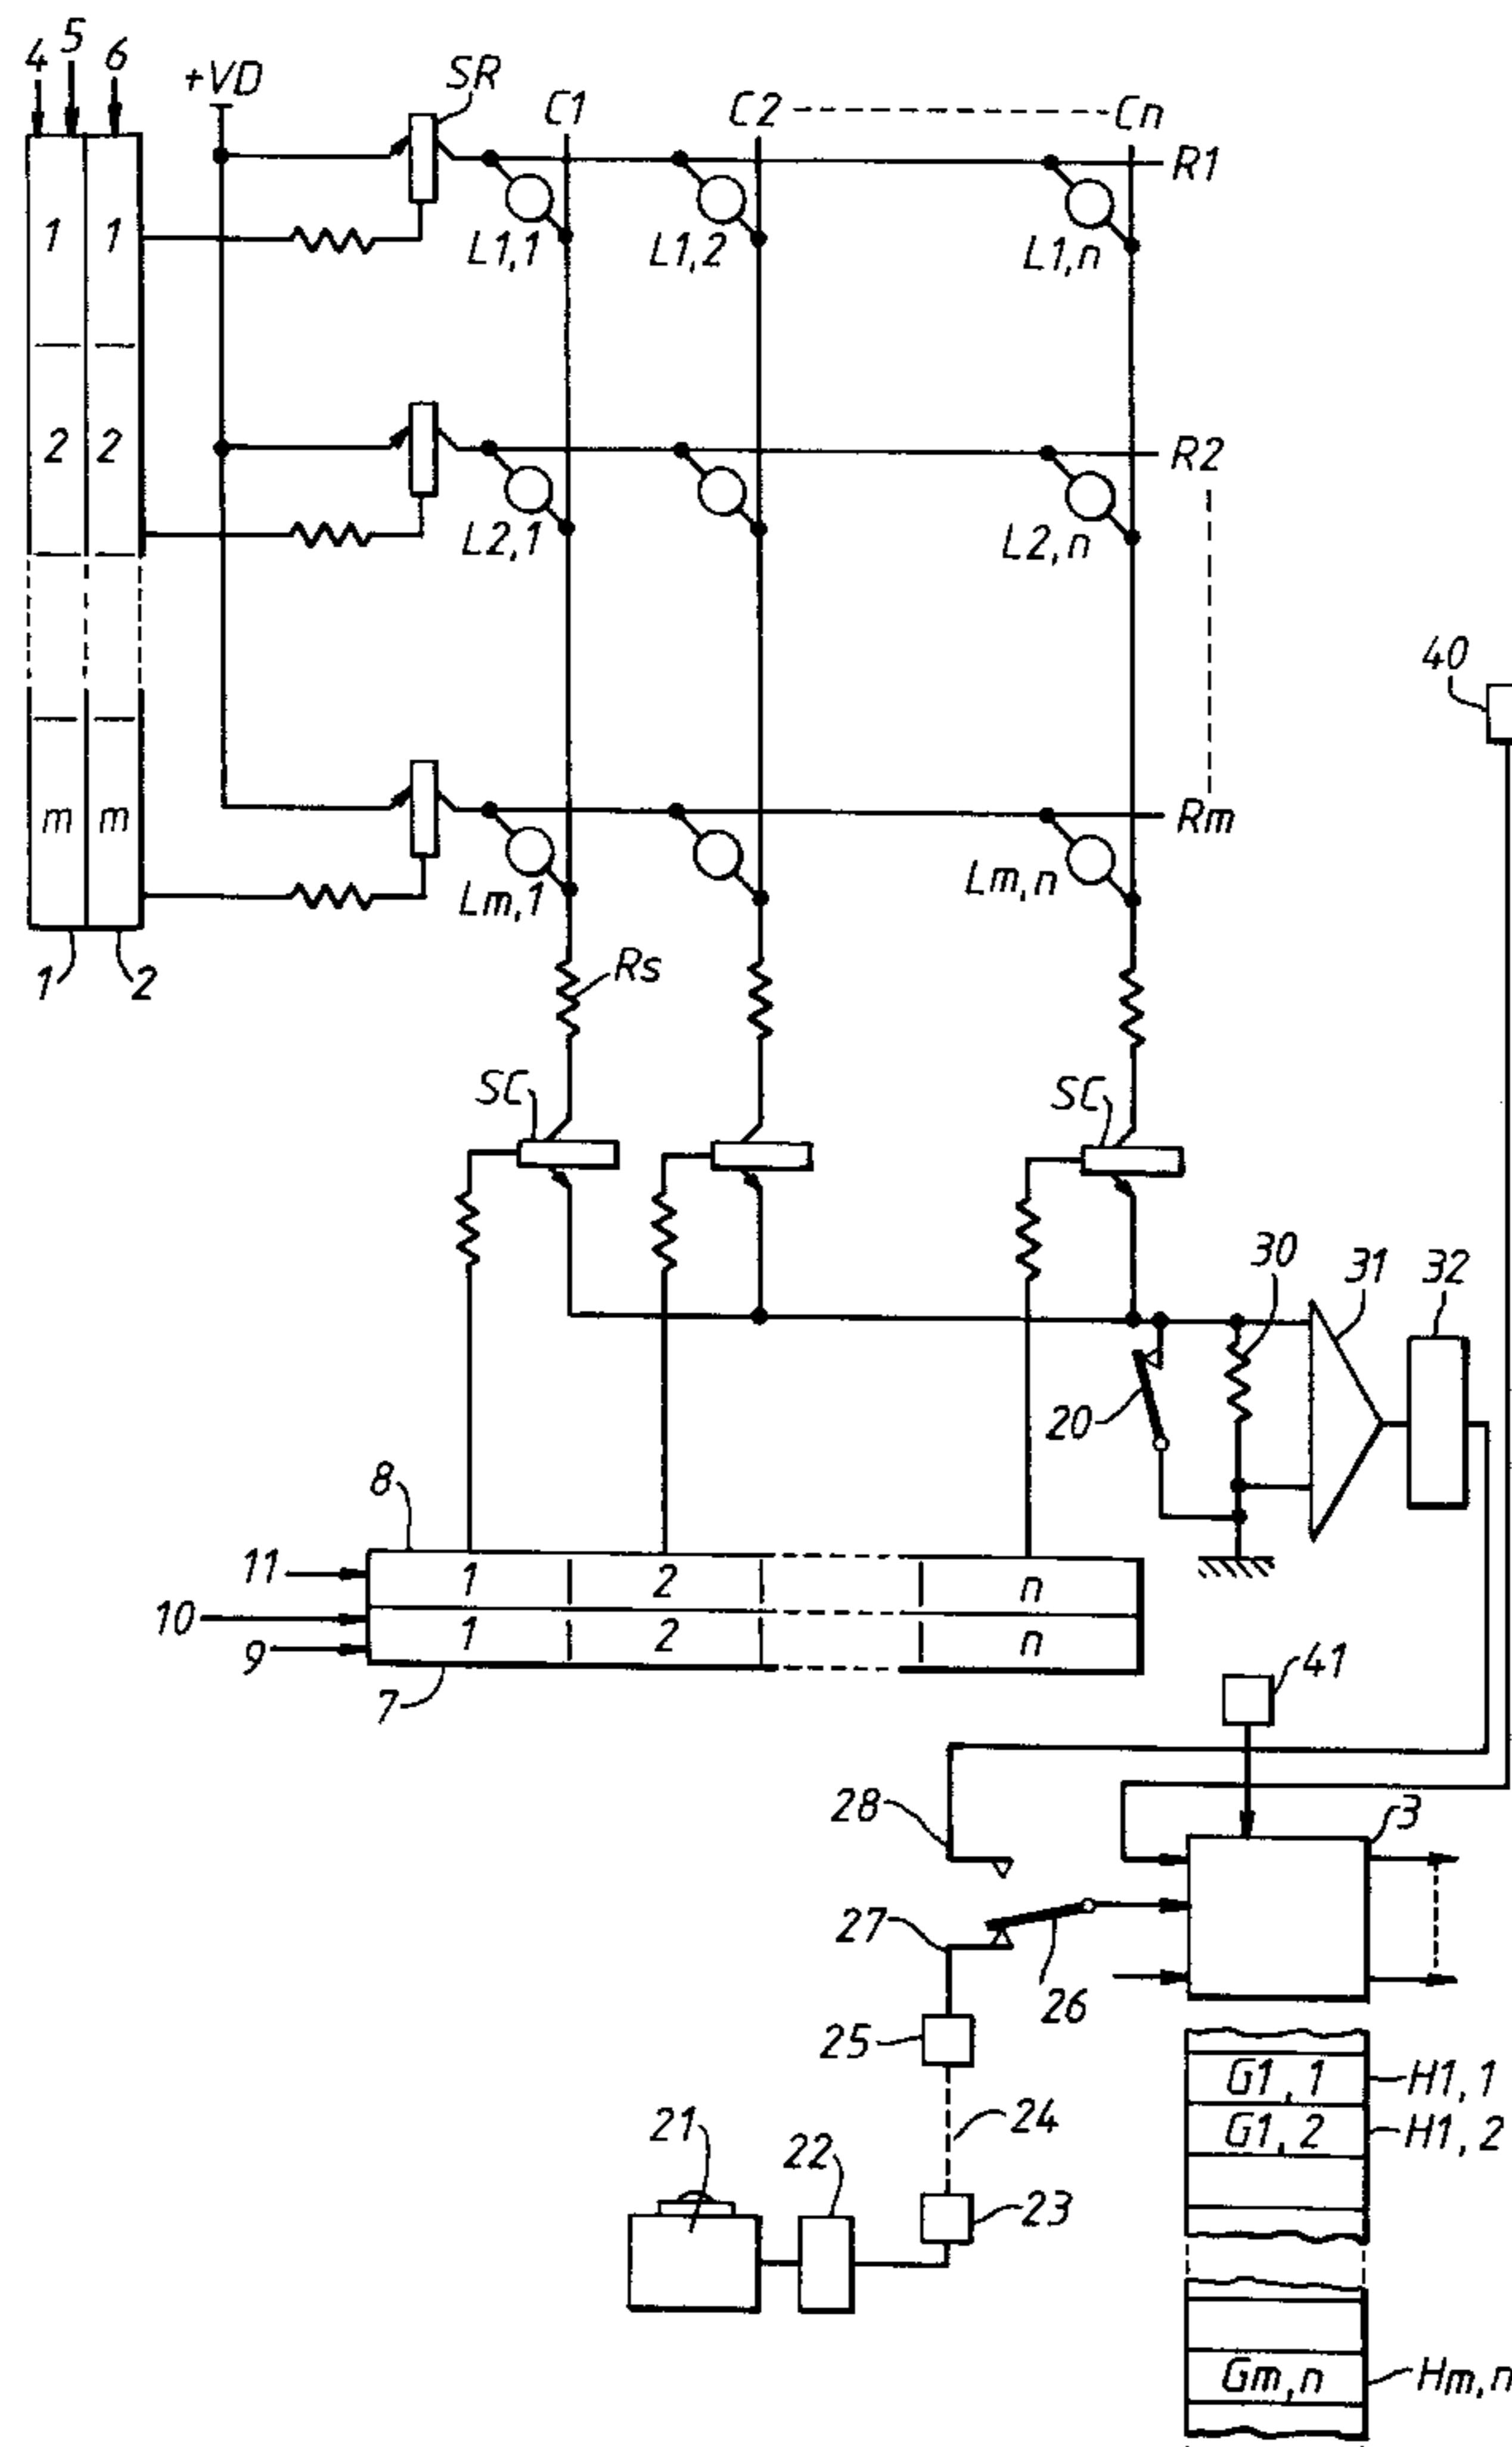 4 5 6 +VD SR C1 C2 Cn
R1
1 1
L1,1 L1,2 L1,n
2 2
R2
L2,1 L2,n
40
m m
Rm
Lm,1 Lm,n
1 2
Rs
SC SC
30 31 32
20
8
11 1 2 n
10
9 1 2 n
7
41
28
3
27
26
25
G1,1 H1,1
24
G1,2 H1,2
21 22
23
Gm,n Hm,n